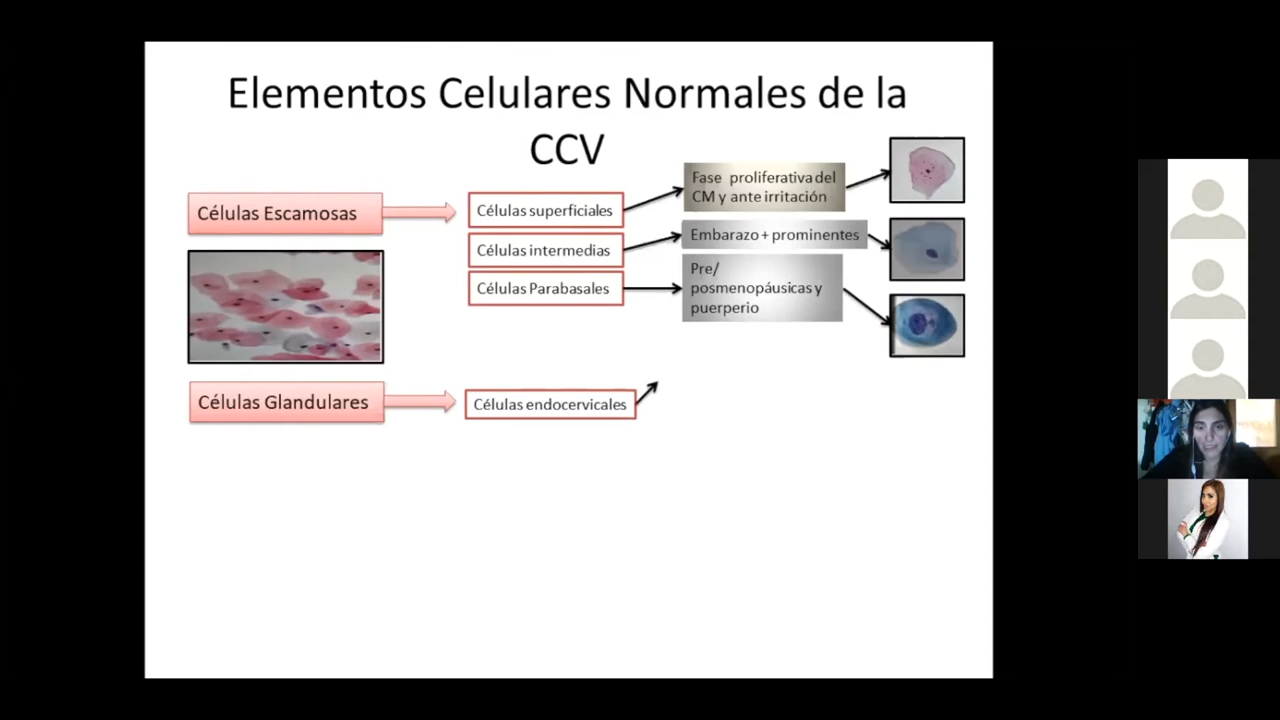 Elementos Celulares Normales de la
CCV
Células Escamosas
Células superficiales
Fase proliferativa del
CM y ante irritación
Células intermedias
Embarazo + prominentes
Células Parabasales
Pre/
posmenopáusicas y
puerperio
Células Glandulares
Células endocervicales